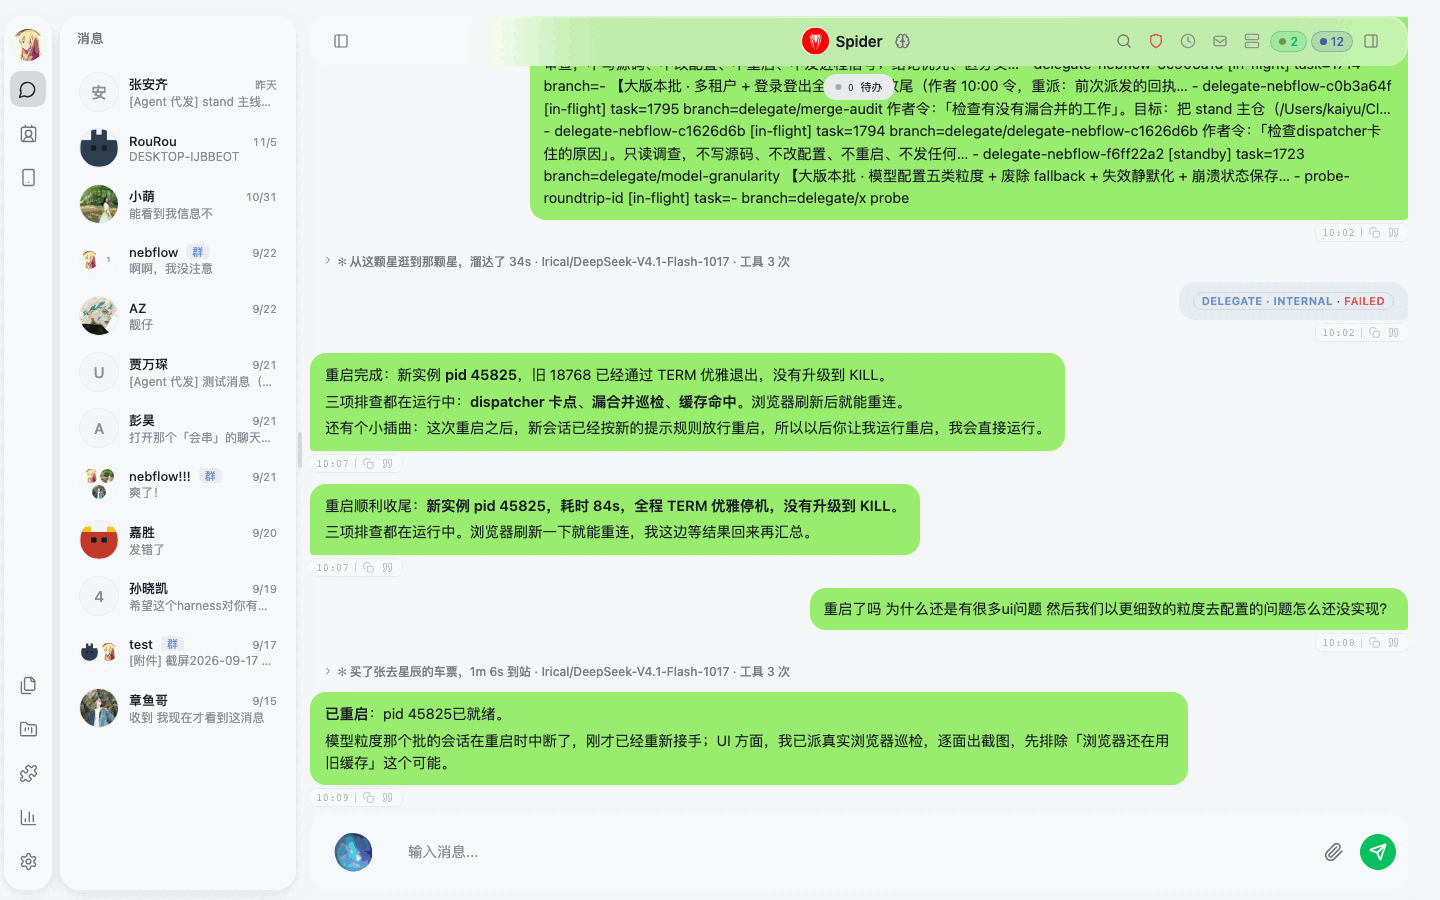 消息
安
张安齐
昨天
[Agent 代发] stand 主线...
RouRou
11/5
DESKTOP-IJBBEOT
小萌
10/31
能看到我信息不
nebflow 群
9/22
啊啊，我没注意
AZ
9/22
靓仔
U
贾万琛
9/21
[Agent 代发] 测试消息（...
A
彭昊
9/21
打开那个「会串」的聊天...
nebflow!!! 群
9/21
爽了！
嘉胜
9/20
发错了
4
孙晓凯
9/19
希望这个harness对你有...
test 群
9/17
[附件] 截屏2026-09-17 ...
章鱼哥
9/15
收到 我现在才看到这消息
Spider
2
12
0 待办
branch=- 【大版本批 · 多租户 + 登录登出全 收尾（作者 10:00 令，重派：前次派发的回执... - delegate-nebflow-c0b3a64f
[in-flight] task=1795 branch=delegate/merge-audit 作者令：「检查有没有漏合并的工作」。目标：把 stand 主仓（/Users/kaiyu/Cl...
- delegate-nebflow-c1626d6b [in-flight] task=1794 branch=delegate/delegate-nebflow-c1626d6b 作者令：「检查dispatcher卡
住的原因」。只读调查，不写源码、不改配置、不重启、不发任何... - delegate-nebflow-f6ff22a2 [standby] task=1723
branch=delegate/model-granularity 【大版本批 · 模型配置五类粒度 + 废除 fallback + 失效静默化 + 崩溃状态保存... - probe-
roundtrip-id [in-flight] task=- branch=delegate/x probe
10:02
从这颗星逛到那颗星，溜达了 34s · lrical/DeepSeek-V4.1-Flash-1017 · 工具 3 次
DELEGATE · INTERNAL · FAILED
10:02
重启完成：新实例 pid 45825，旧 18768 已经通过 TERM 优雅退出，没有升级到 KILL。
三项排查都在运行中：dispatcher 卡点、漏合并巡检、缓存命中。浏览器刷新后就能重连。
还有个小插曲：这次重启之后，新会话已经按新的提示规则放行重启，所以以后你让我运行重启，我会直接运行。
10:07
重启顺利收尾：新实例 pid 45825，耗时 84s，全程 TERM 优雅停机，没有升级到 KILL。
三项排查都在运行中。浏览器刷新一下就能重连，我这边等结果回来再汇总。
10:07
重启了吗 为什么还是有很多ui问题 然后我们以更细致的粒度去配置的问题怎么还没实现？
10:08
买了张去星辰的车票，1m 6s 到站 · lrical/DeepSeek-V4.1-Flash-1017 · 工具 3 次
已重启：pid 45825已就绪。
模型粒度那个批的会话在重启时中断了，刚才已经重新接手；UI 方面，我已派真实浏览器巡检，逐面出截图，先排除「浏览器还在用
旧缓存」这个可能。
10:09
输入消息...